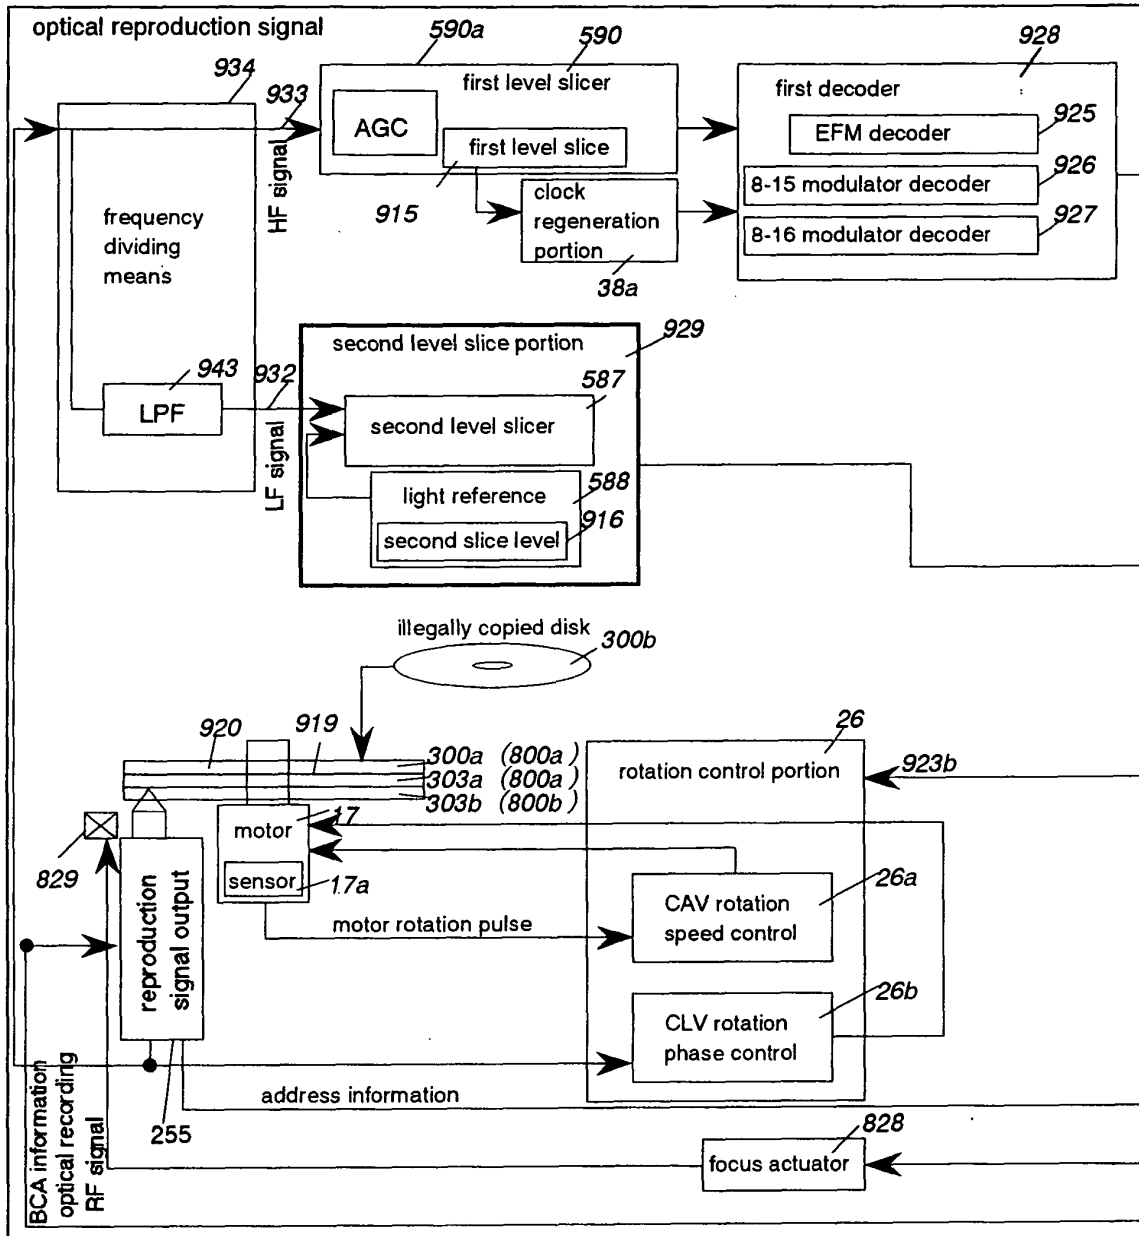 optical reproduction signal
590a
590
928
934
933
first level slicer
first decoder
AGC
EFM decoder
925
first level slice
HF signal
915
clock
regeneration
portion
38a
8-15 modulator decoder
926
8-16 modulator decoder
927
frequency
dividing
means
943
932
LPF
LF signal
second level slice portion
929
587
second level slicer
588
light reference
916
second slice level
illegally copied disk
300b
920
919
300a (800a)
303a (800a)
303b (800b)
26
rotation control portion
923b
829
motor
17
sensor
17a
reproduction
signal output
motor rotation pulse
CAV rotation
speed control
26a
CLV rotation
phase control
26b
address information
255
BCA information
optical recording
RF signal
828
focus actuator